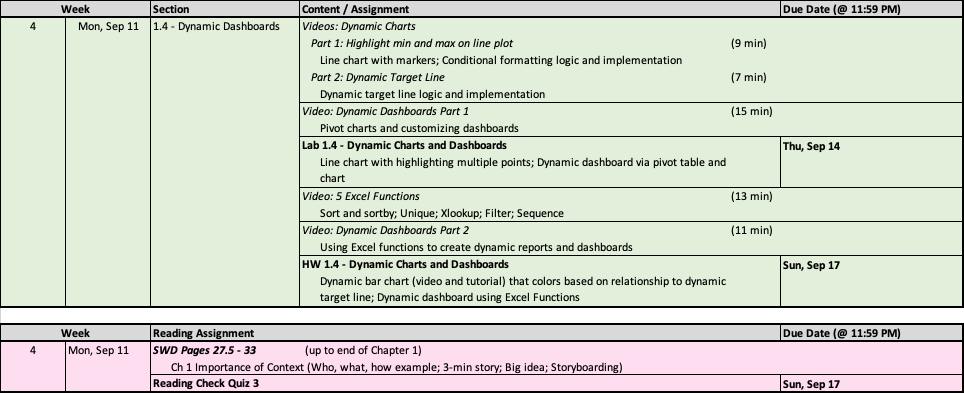 Week Section Content / Assignment Due Date (@ 11:59 PM)
4 Mon, Sep 11 1.4 - Dynamic Dashboards Videos: Dynamic Charts
Part 1: Highlight min and max on line plot (9 min)
Line chart with markers; Conditional formatting logic and implementation
Part 2: Dynamic Target Line (7 min)
Dynamic target line logic and implementation
Video: Dynamic Dashboards Part 1 (15 min)
Pivot charts and customizing dashboards
Lab 1.4 - Dynamic Charts and Dashboards Thu, Sep 14
Line chart with highlighting multiple points; Dynamic dashboard via pivot table and
chart
Video: 5 Excel Functions (13 min)
Sort and sortby; Unique; Xlookup; Filter; Sequence
Video: Dynamic Dashboards Part 2 (11 min)
Using Excel functions to create dynamic reports and dashboards
HW 1.4 - Dynamic Charts and Dashboards Sun, Sep 17
Dynamic bar chart (video and tutorial) that colors based on relationship to dynamic
target line; Dynamic dashboard using Excel Functions
Week Reading Assignment Due Date (@ 11:59 PM)
4 Mon, Sep 11 SWD Pages 27.5 - 33 (up to end of Chapter 1)
Ch 1 Importance of Context (Who, what, how example; 3-min story; Big idea; Storyboarding)
Reading Check Quiz 3 Sun, Sep 17